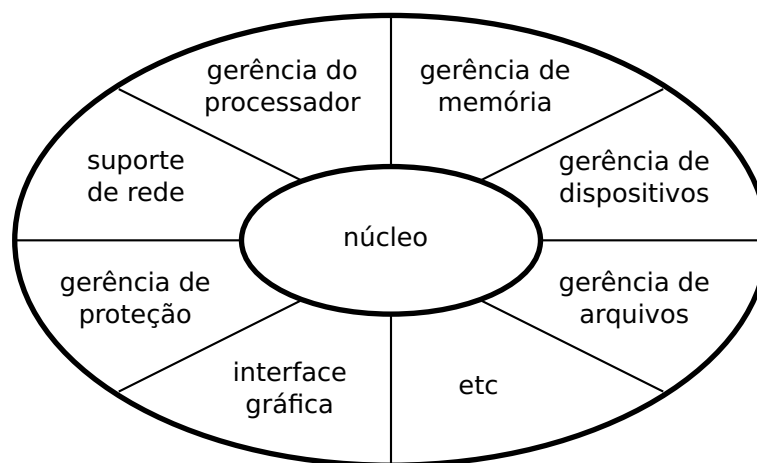 gerência do
processador
gerência de
memória
suporte
de rede
gerência de
dispositivos
núcleo
gerência de
proteção
gerência de
arquivos
interface
gráfica
etc